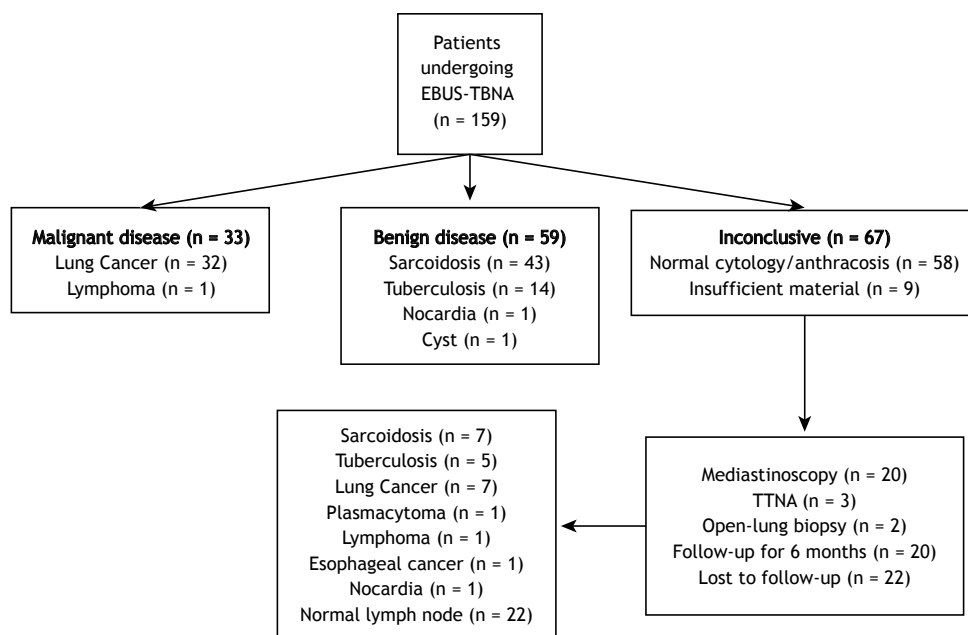 Patients
undergoing
EBUS-TBNA
(n = 159)
Malignant disease (n = 33)
Lung Cancer (n = 32)
Lymphoma (n = 1)
Benign disease (n = 59)
Sarcoidosis (n = 43)
Tuberculosis (n = 14)
Nocardia (n = 1)
Cyst (n = 1)
Inconclusive (n = 67)
Normal cytology/anthracosis (n = 58)
Insufficient material (n = 9)
Mediastinoscopy (n = 20)
TTNA (n = 3)
Open-lung biopsy (n = 2)
Follow-up for 6 months (n = 20)
Lost to follow-up (n = 22)
Sarcoidosis (n = 7)
Tuberculosis (n = 5)
Lung Cancer (n = 7)
Plasmacytoma (n = 1)
Lymphoma (n = 1)
Esophageal cancer (n = 1)
Nocardia (n = 1)
Normal lymph node (n = 22)